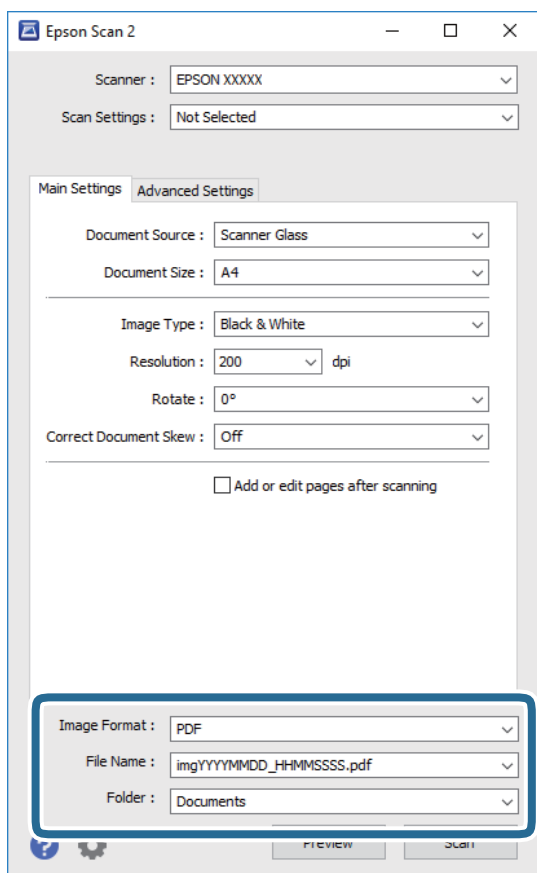 Epson Scan 2
Scanner : EPSON XXXXX
Scan Settings : Not Selected
Main Settings Advanced Settings
Document Source : Scanner Glass
Document Size : A4
Image Type : Black & White
Resolution : 200 dpi
Rotate : 0°
Correct Document Skew : Off
Add or edit pages after scanning
Image Format : PDF
File Name : imgYYYYMMDD_HHMMSSSS.pdf
Folder : Documents
? Preview Scan